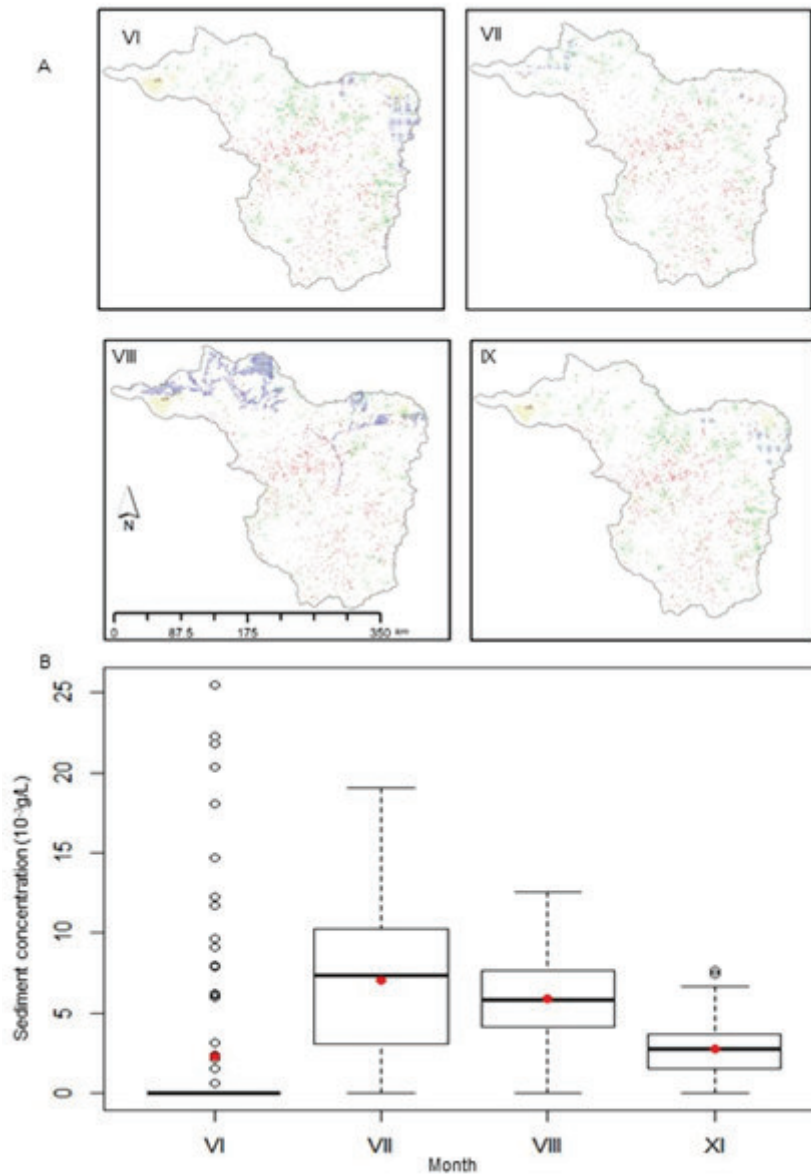 A
VI
VII
VIII
IX
N
0 87.5 175 350 km
B
Sediment concentration (10⁻³g/L)
25
20
15
10
5
0
VI VII VIII XI
Month